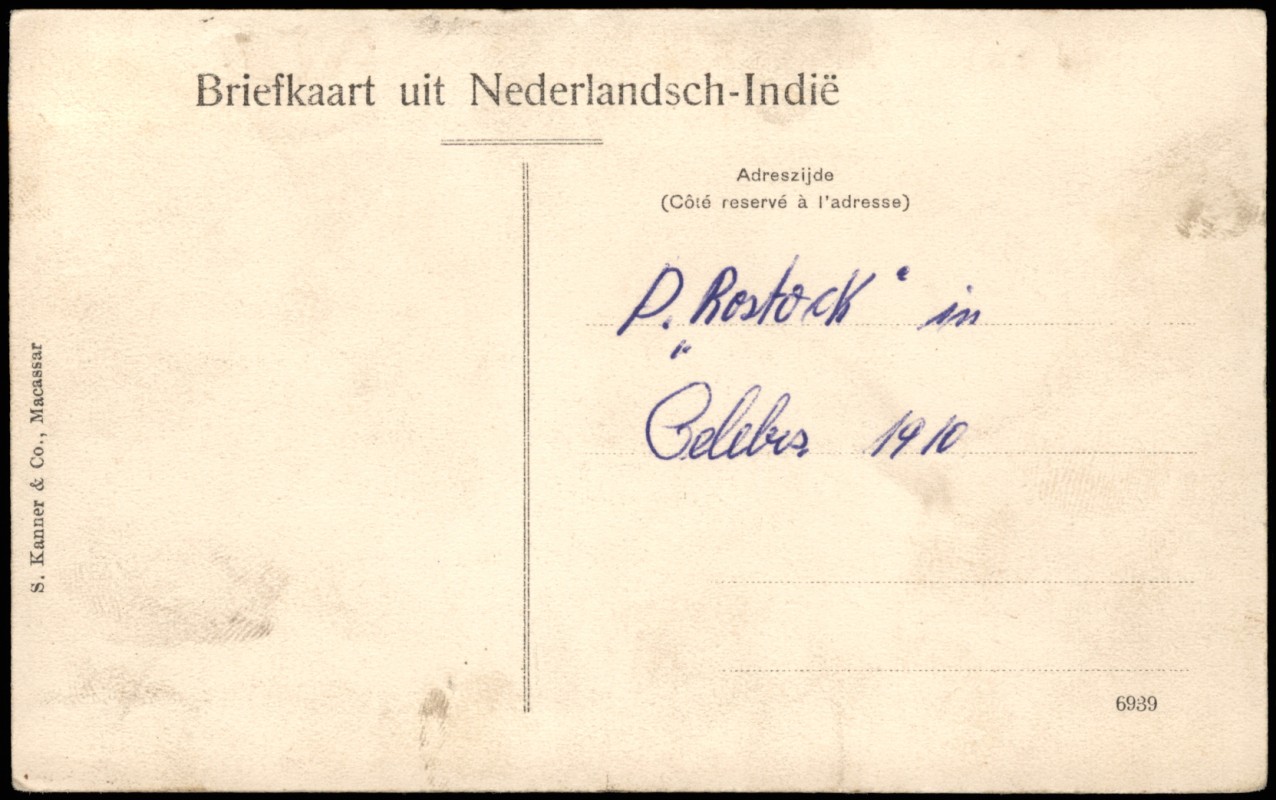 Briefkaart uit Nederlandsch-Indië
Adreszijde
(Côté reservé à l'adresse)
D. „Rostock“ in
Celebes 1910
S. Kanner & Co., Macassar
6939